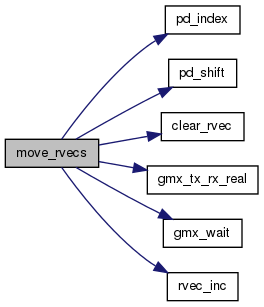 pd_index
pd_shift
clear_rvec
move_rvecs
gmx_tx_rx_real
gmx_wait
rvec_inc